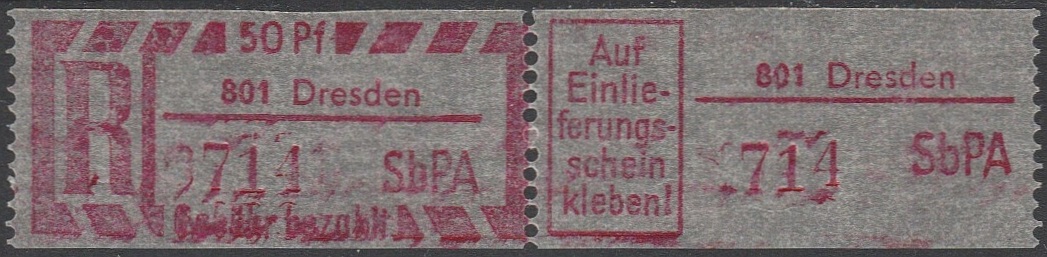 50 Pf
R
801 Dresden
714 SbPA
Gebühr bezahlt
Auf
Einlie-
ferungs-
schein
kleben!
801 Dresden
714 SbPA